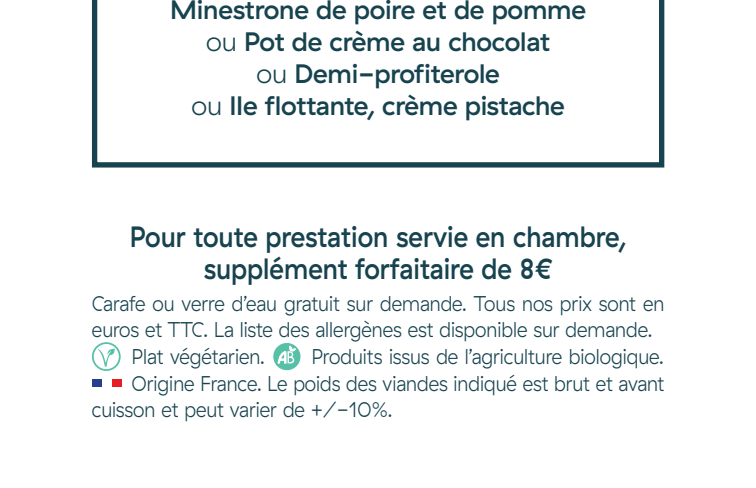 Minestrone de poire et de pomme
ou Pot de crème au chocolat
ou Demi-profiterole
ou Ile flottante, crème pistache
Pour toute prestation servie en chambre,
supplément forfaitaire de 8€
Carafe ou verre d'eau gratuit sur demande. Tous nos prix sont en
euros et TTC. La liste des allergènes est disponible sur demande.
V Plat végétarien. AB Produits issus de l'agriculture biologique.
Origine France. Le poids des viandes indiqué est brut et avant
cuisson et peut varier de +/-10%.